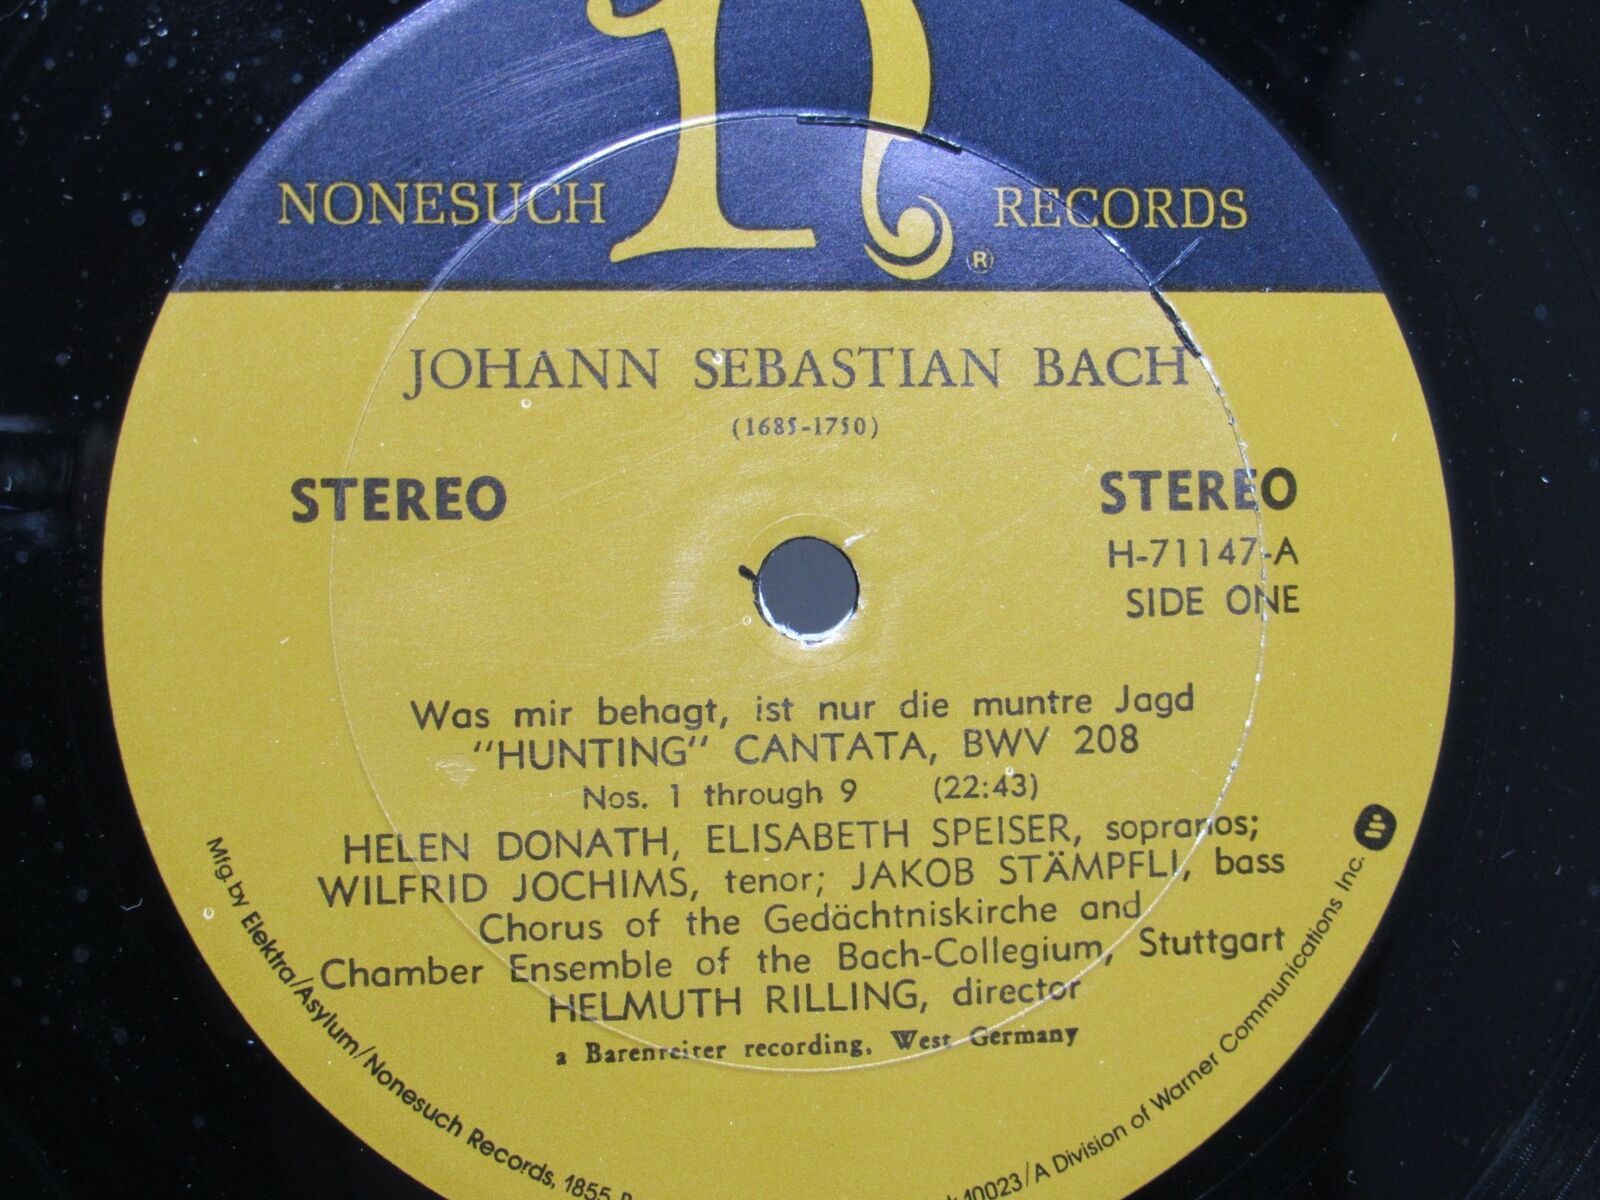 n
NONESUCH RECORDS
®
JOHANN SEBASTIAN BACH
(1685-1750)
STEREO STEREO
H-71147-A
SIDE ONE
Was mir behagt, ist nur die muntre Jagd
"HUNTING" CANTATA, BWV 208
Nos. 1 through 9 (22:43)
HELEN DONATH, ELISABETH SPEISER, sopranos;
WILFRID JOCHIMS, tenor; JAKOB STÄMPFLI, bass
Chorus of the Gedächtniskirche and
Chamber Ensemble of the Bach-Collegium, Stuttgart
HELMUTH RILLING, director
a Barenreiter recording, West Germany
Mfg. by Elektra/Asylum/Nonesuch Records, 1855 10023/A Division of Warner Communications Inc.